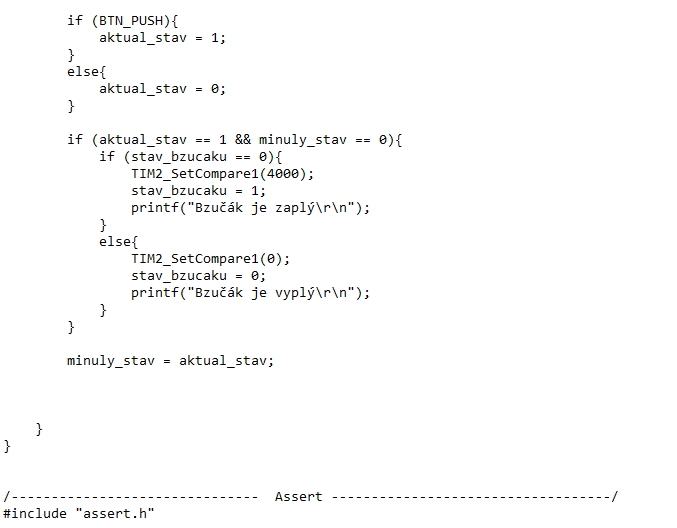 if (BTN_PUSH){
aktual_stav = 1;
}
else{
aktual_stav = 0;
}
if (aktual_stav == 1 && minuly_stav == 0){
if (stav_bzucaku == 0){
TIM2_SetCompare1(4000);
stav_bzucaku = 1;
printf("Bzučák je zaplý\r\n");
}
else{
TIM2_SetCompare1(0);
stav_bzucaku = 0;
printf("Bzučák je vyplý\r\n");
}
}
minuly_stav = aktual_stav;
}
}
/------------------------------- Assert -----------------------------------/
#include "assert.h"